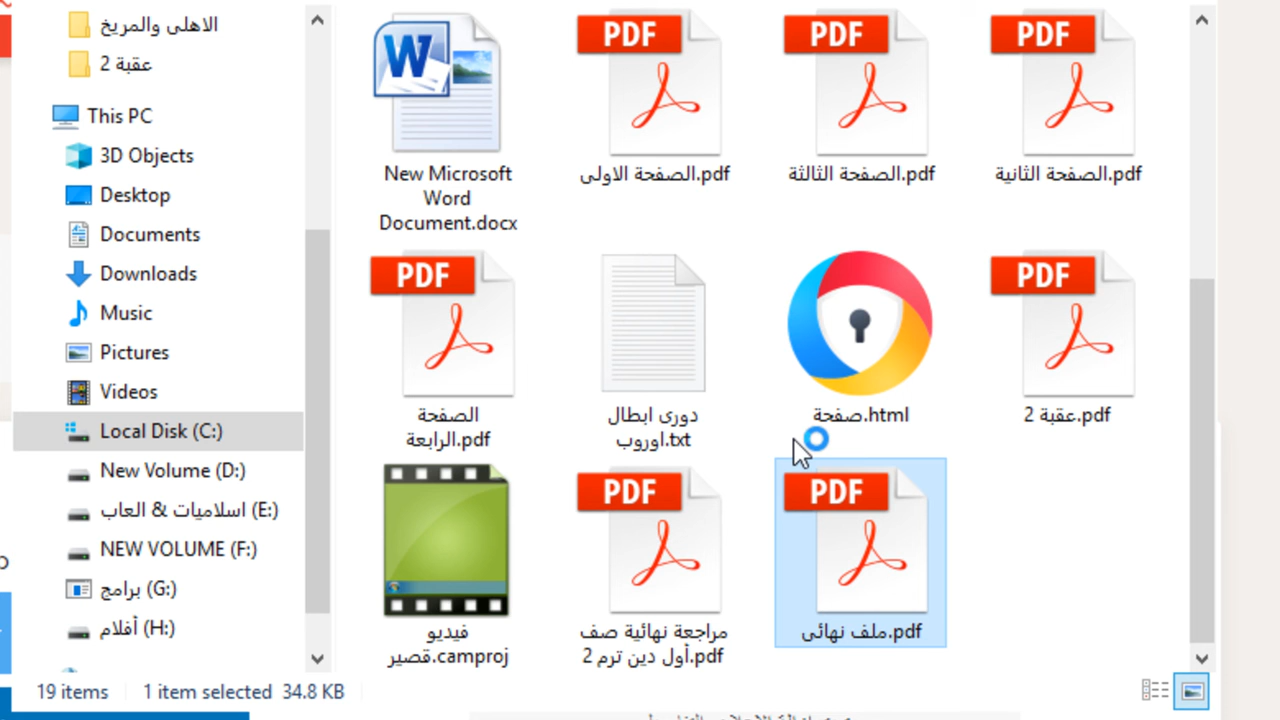 الاهلى والمريخ
عقبة 2
This PC
3D Objects
Desktop
Documents
Downloads
Music
Pictures
Videos
Local Disk (C:)
New Volume (D:)
اسلاميات & العاب (E:)
NEW VOLUME (F:)
برامج (G:)
أفلام (H:)
PDF
PDF
PDF
New Microsoft
Word
Document.docx
الصفحة الاولى.pdf
الصفحة الثالثة.pdf
الصفحة الثانية.pdf
PDF
PDF
الصفحة
الرابعة.pdf
دورى ابطال
اوروب.txt
صفحة.html
عقبة 2.pdf
PDF
PDF
فيديو
قصير.camproj
مراجعة نهائية صف
أول دين ترم 2.pdf
ملف نهائى.pdf
19 items
1 item selected 34.8 KB